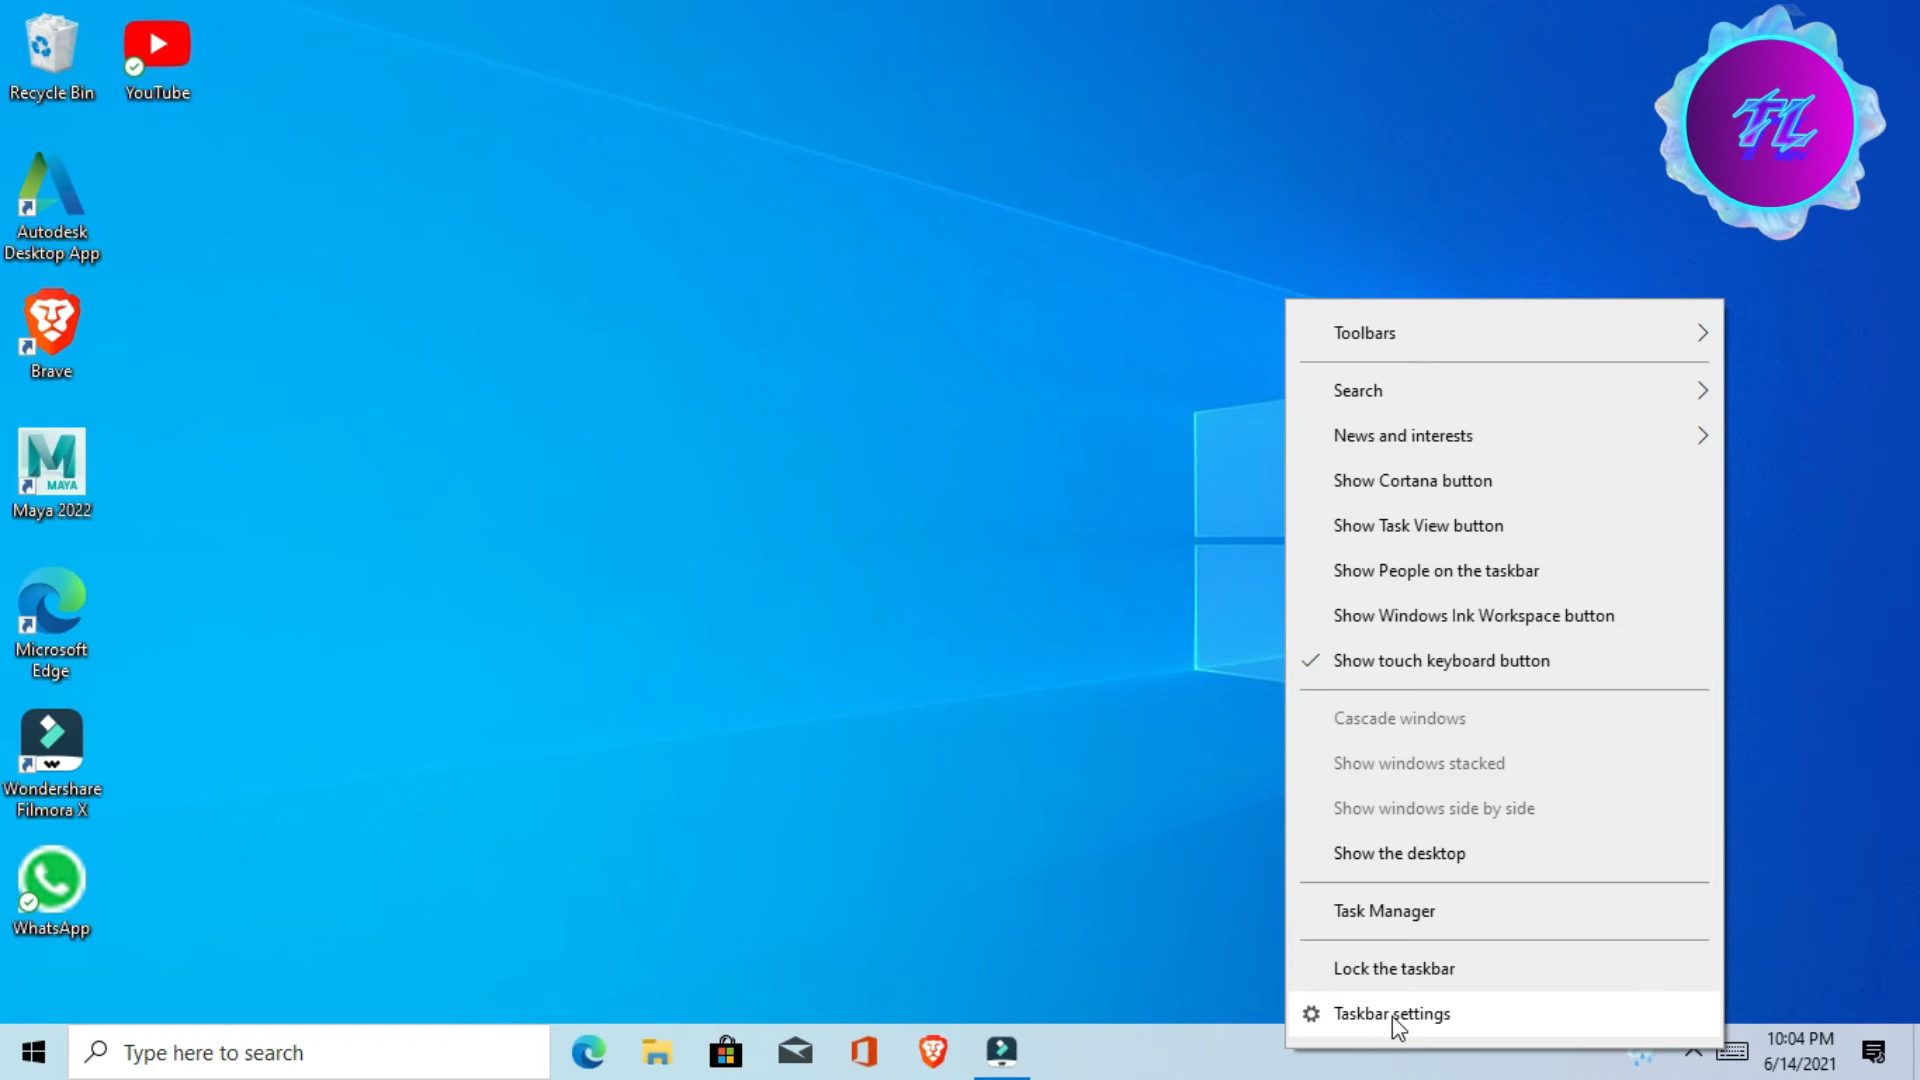 Recycle Bin
YouTube
Autodesk
Desktop App
Brave
MAYA
Maya 2022
Microsoft
Edge
Wondershare
Filmora X
WhatsApp
TL
Toolbars
Search
News and interests
Show Cortana button
Show Task View button
Show People on the taskbar
Show Windows Ink Workspace button
Show touch keyboard button
Cascade windows
Show windows stacked
Show windows side by side
Show the desktop
Task Manager
Lock the taskbar
Taskbar settings
Type here to search
10:04 PM
6/14/2021